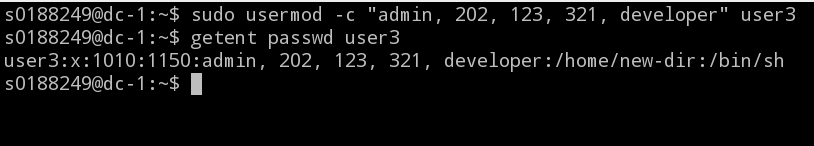 s0188249@dc-1:~$ sudo usermod -c "admin, 202, 123, 321, developer" user3
s0188249@dc-1:~$ getent passwd user3
user3:x:1010:1150:admin, 202, 123, 321, developer:/home/new-dir:/bin/sh
s0188249@dc-1:~$